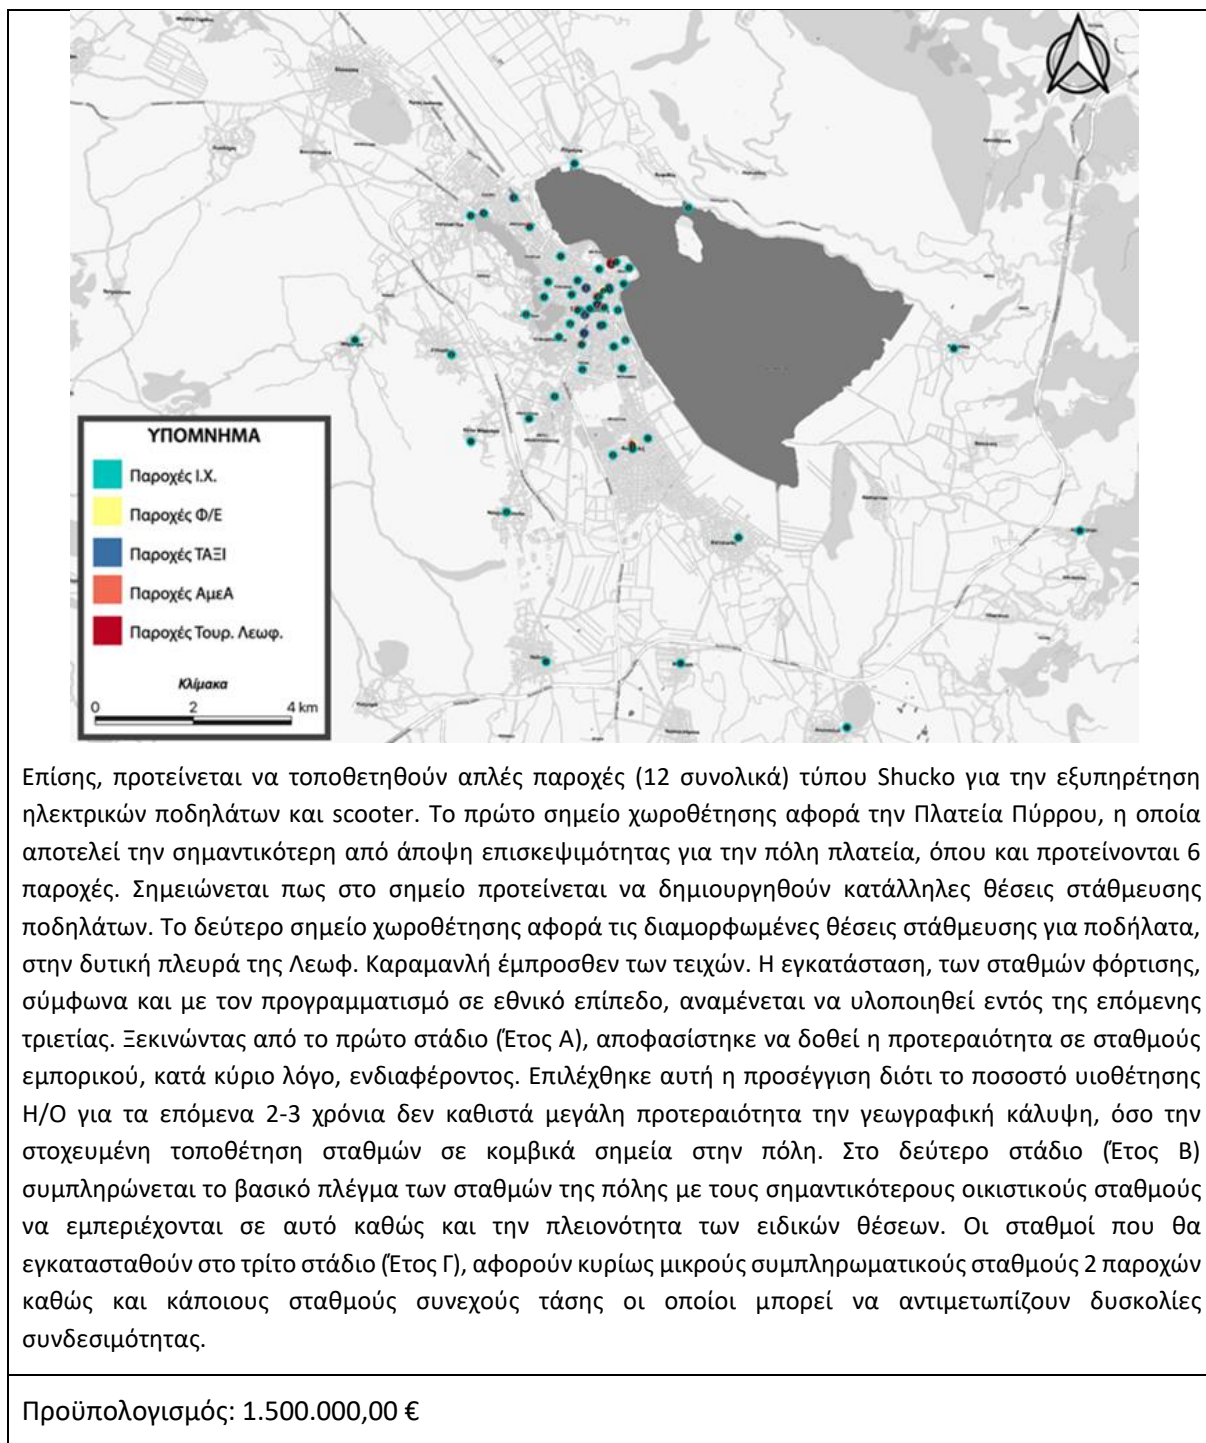 ΥΠΟΜΝΗΜΑ
Παροχές Ι.Χ.
Παροχές Φ/Ε
Παροχές ΤΑΞΙ
Παροχές ΑμεΑ
Παροχές Τουρ. Λεωφ.
Κλίμακα
0 2 4 km
Επίσης, προτείνεται να τοποθετηθούν απλές παροχές (12 συνολικά) τύπου Shucko για την εξυπηρέτηση
ηλεκτρικών ποδηλάτων και scooter. Το πρώτο σημείο χωροθέτησης αφορά την Πλατεία Πύρρου, η οποία
αποτελεί την σημαντικότερη από άποψη επισκεψιμότητας για την πόλη πλατεία, όπου και προτείνονται 6
παροχές. Σημειώνεται πως στο σημείο προτείνεται να δημιουργηθούν κατάλληλες θέσεις στάθμευσης
ποδηλάτων. Το δεύτερο σημείο χωροθέτησης αφορά τις διαμορφωμένες θέσεις στάθμευσης για ποδήλατα,
στην δυτική πλευρά της Λεωφ. Καραμανλή έμπροσθεν των τειχών. Η εγκατάσταση, των σταθμών φόρτισης,
σύμφωνα και με τον προγραμματισμό σε εθνικό επίπεδο, αναμένεται να υλοποιηθεί εντός της επόμενης
τριετίας. Ξεκινώντας από το πρώτο στάδιο (Έτος Α), αποφασίστηκε να δοθεί η προτεραιότητα σε σταθμούς
εμπορικού, κατά κύριο λόγο, ενδιαφέροντος. Επιλέχθηκε αυτή η προσέγγιση διότι το ποσοστό υιοθέτησης
Η/Ο για τα επόμενα 2-3 χρόνια δεν καθιστά μεγάλη προτεραιότητα την γεωγραφική κάλυψη, όσο την
στοχευμένη τοποθέτηση σταθμών σε κομβικά σημεία στην πόλη. Στο δεύτερο στάδιο (Έτος Β)
συμπληρώνεται το βασικό πλέγμα των σταθμών της πόλης με τους σημαντικότερους οικιστικούς σταθμούς
να εμπεριέχονται σε αυτό καθώς και την πλειονότητα των ειδικών θέσεων. Οι σταθμοί που θα
εγκατασταθούν στο τρίτο στάδιο (Έτος Γ), αφορούν κυρίως μικρούς συμπληρωματικούς σταθμούς 2 παροχών
καθώς και κάποιους σταθμούς συνεχούς τάσης οι οποίοι μπορεί να αντιμετωπίζουν δυσκολίες
συνδεσιμότητας.
Προϋπολογισμός: 1.500.000,00 €